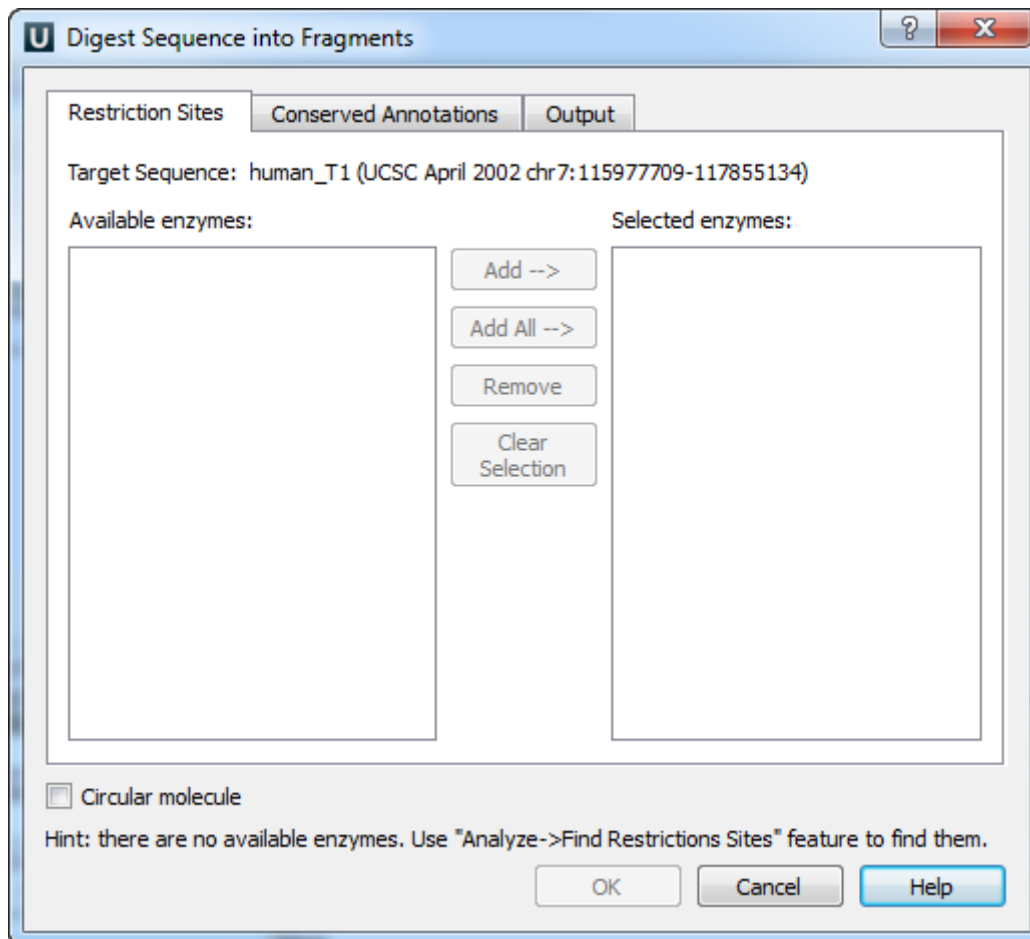 U Digest Sequence into Fragments
? X
Restriction Sites Conserved Annotations Output
Target Sequence: human_T1 (UCSC April 2002 chr7:115977709-117855134)
Available enzymes: Selected enzymes:
Add -->
Add All -->
Remove
Clear
Selection
Circular molecule
Hint: there are no available enzymes. Use "Analyze->Find Restrictions Sites" feature to find them.
OK Cancel Help